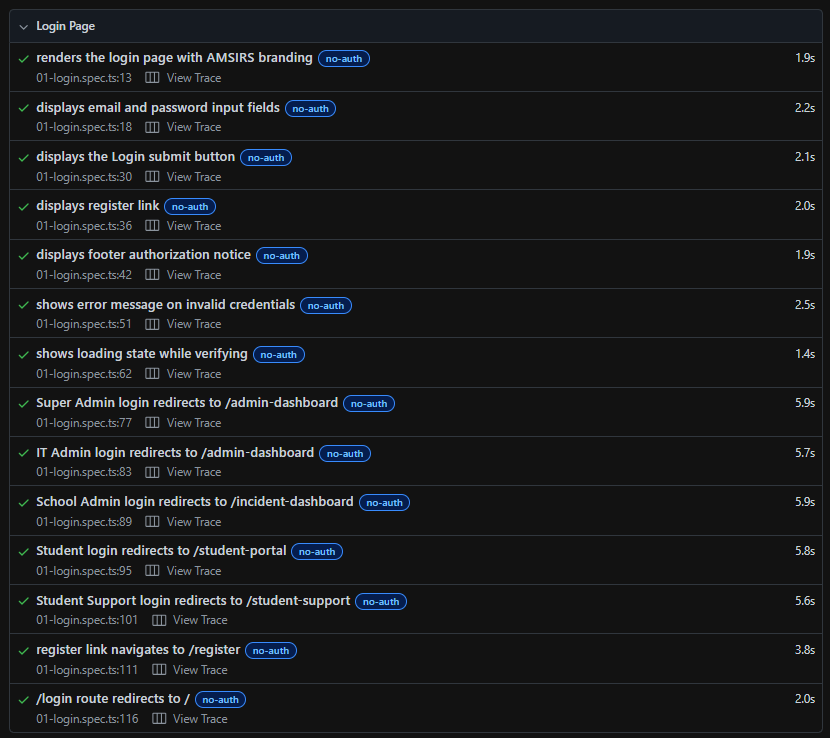 Login Page
renders the login page with AMSIRS branding no-auth 1.9s
01-login.spec.ts:13 View Trace
displays email and password input fields no-auth 2.2s
01-login.spec.ts:18 View Trace
displays the Login submit button no-auth 2.1s
01-login.spec.ts:30 View Trace
displays register link no-auth 2.0s
01-login.spec.ts:36 View Trace
displays footer authorization notice no-auth 1.9s
01-login.spec.ts:42 View Trace
shows error message on invalid credentials no-auth 2.5s
01-login.spec.ts:51 View Trace
shows loading state while verifying no-auth 1.4s
01-login.spec.ts:62 View Trace
Super Admin login redirects to /admin-dashboard no-auth 5.9s
01-login.spec.ts:77 View Trace
IT Admin login redirects to /admin-dashboard no-auth 5.7s
01-login.spec.ts:83 View Trace
School Admin login redirects to /incident-dashboard no-auth 5.9s
01-login.spec.ts:89 View Trace
Student login redirects to /student-portal no-auth 5.8s
01-login.spec.ts:95 View Trace
Student Support login redirects to /student-support no-auth 5.6s
01-login.spec.ts:101 View Trace
register link navigates to /register no-auth 3.8s
01-login.spec.ts:111 View Trace
/login route redirects to / no-auth 2.0s
01-login.spec.ts:116 View Trace